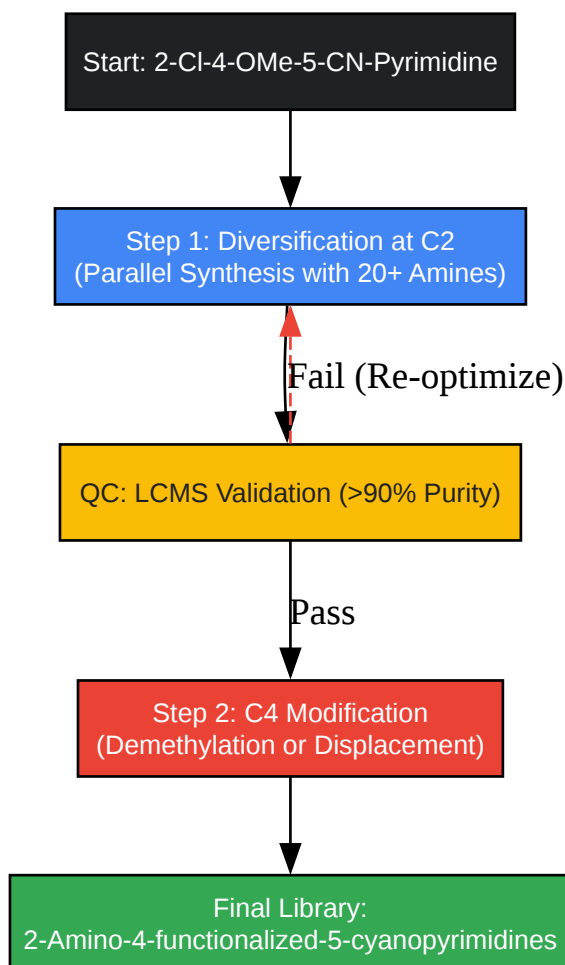 Start: 2-Cl-4-OMe-5-CN-Pyrimidine
Step 1: Diversification at C2
(Parallel Synthesis with 20+ Amines)
Fail (Re-optimize)
QC: LCMS Validation (>90% Purity)
Pass
Step 2: C4 Modification
(Demethylation or Displacement)
Final Library:
2-Amino-4-functionalized-5-cyanopyrimidines